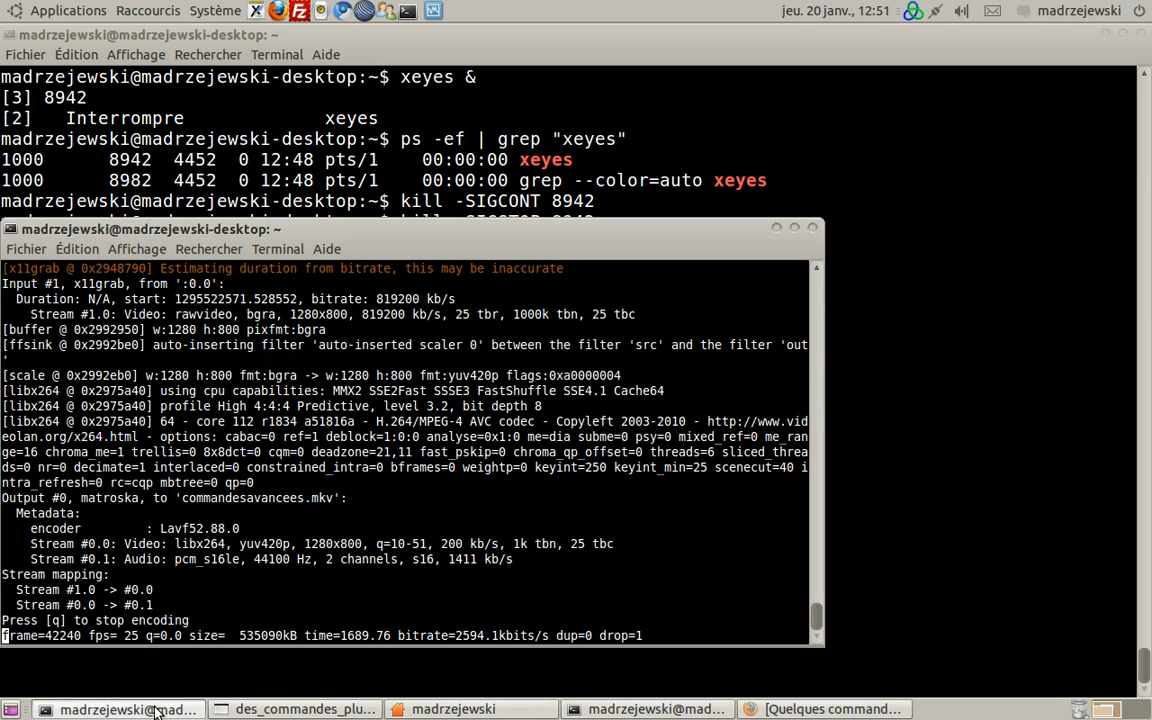 Applications Raccourcis Système
jeu. 20 janv., 12:51
madrzejewski
madrzejewski@madrzejewski-desktop: ~
Fichier Édition Affichage Rechercher Terminal Aide
madrzejewski@madrzejewski-desktop:~$ xeyes &
[3] 8942
[2]   Interrompre             xeyes
madrzejewski@madrzejewski-desktop:~$ ps -ef | grep "xeyes"
1000      8942  4452  0 12:48 pts/1    00:00:00 xeyes
1000      8982  4452  0 12:48 pts/1    00:00:00 grep --color=auto xeyes
madrzejewski@madrzejewski-desktop:~$ kill -SIGCONT 8942
madrzejewski@madrzejewski-desktop: ~
Fichier Édition Affichage Rechercher Terminal Aide
[x11grab @ 0x2948790] Estimating duration from bitrate, this may be inaccurate
Input #1, x11grab, from ':0.0':
  Duration: N/A, start: 1295522571.528552, bitrate: 819200 kb/s
    Stream #1.0: Video: rawvideo, bgra, 1280x800, 819200 kb/s, 25 tbr, 1000k tbn, 25 tbc
[buffer @ 0x2992950] w:1280 h:800 pixfmt:bgra
[ffsink @ 0x2992be0] auto-inserting filter 'auto-inserted scaler 0' between the filter 'src' and the filter 'out
'
[scale @ 0x2992eb0] w:1280 h:800 fmt:bgra -> w:1280 h:800 fmt:yuv420p flags:0xa0000004
[libx264 @ 0x2975a40] using cpu capabilities: MMX2 SSE2Fast SSSE3 FastShuffle SSE4.1 Cache64
[libx264 @ 0x2975a40] profile High 4:4:4 Predictive, level 3.2, bit depth 8
[libx264 @ 0x2975a40] 64 - core 112 r1834 a51816a - H.264/MPEG-4 AVC codec - Copyleft 2003-2010 - http://www.vid
eolan.org/x264.html - options: cabac=0 ref=1 deblock=1:0:0 analyse=0x1:0 me=dia subme=0 psy=0 mixed_ref=0 me_ran
ge=16 chroma_me=1 trellis=0 8x8dct=0 cqm=0 deadzone=21,11 fast_pskip=0 chroma_qp_offset=0 threads=6 sliced_threa
ds=0 nr=0 decimate=1 interlaced=0 constrained_intra=0 bframes=0 weightp=0 keyint=250 keyint_min=25 scenecut=40 i
ntra_refresh=0 rc=cqp mbtree=0 qp=0
Output #0, matroska, to 'commandesavancees.mkv':
  Metadata:
    encoder         : Lavf52.88.0
    Stream #0.0: Video: libx264, yuv420p, 1280x800, q=10-51, 200 kb/s, 1k tbn, 25 tbc
    Stream #0.1: Audio: pcm_s16le, 44100 Hz, 2 channels, s16, 1411 kb/s
Stream mapping:
  Stream #1.0 -> #0.0
  Stream #0.0 -> #0.1
Press [q] to stop encoding
frame=42240 fps= 25 q=0.0 size=  535090kB time=1689.76 bitrate=2594.1kbits/s dup=0 drop=1
madrzejewski@mad...
des_commandes_plu...
madrzejewski
madrzejewski@mad...
[Quelques command...